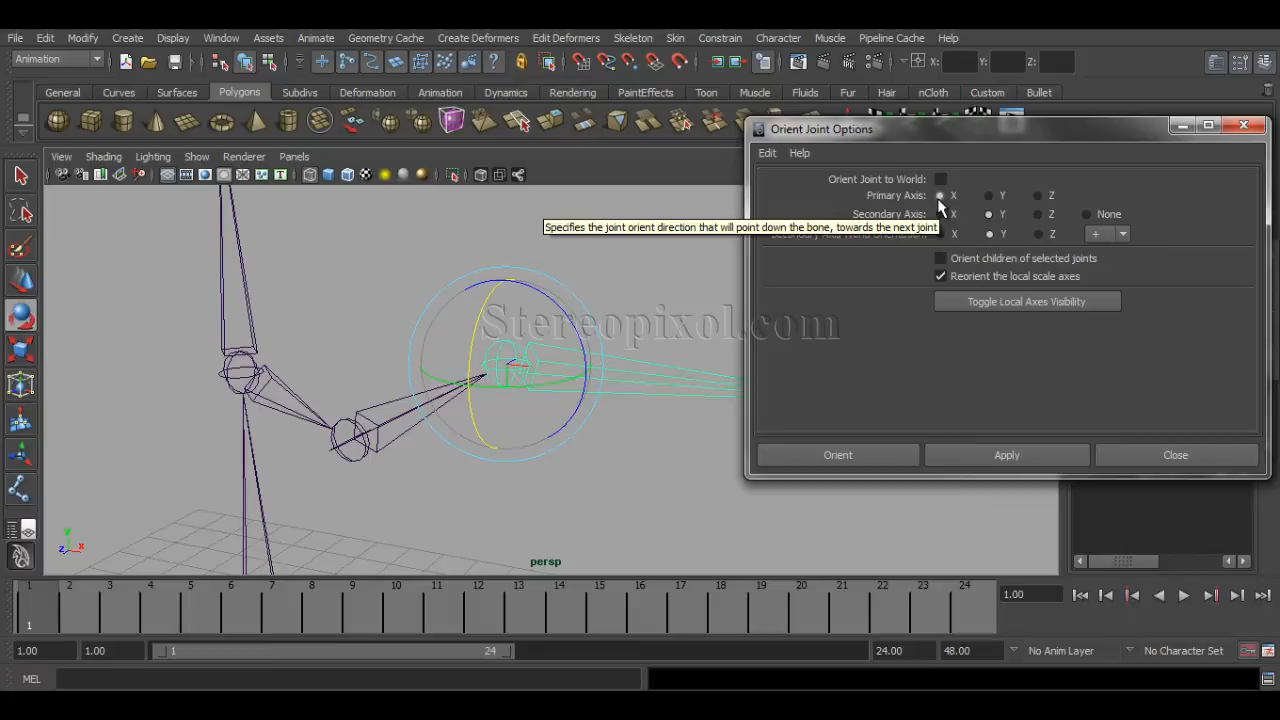 File Edit Modify Create Display Window Assets Animate Geometry Cache Create Deformers Edit Deformers Skeleton Skin Constrain Character Muscle Pipeline Cache Help
Animation X: Y: Z:
General Curves Surfaces Polygons Subdivs Deformation Animation Dynamics Rendering PaintEffects Toon Muscle Fluids Fur Hair nCloth Custom Bullet
Orient Joint Options
Edit Help
View Shading Lighting Show Renderer Panels
Orient Joint to World:
Primary Axis: X Y Z
Secondary Axis: X Y Z None
Specifies the joint orient direction that will point down the bone, towards the next joint
X Y Z +
Orient children of selected joints
Reorient the local scale axes
Toggle Local Axes Visibility
Stereopixol.com
Orient Apply Close
y
z x
persp
1 2 3 4 5 6 7 8 9 10 11 12 13 14 15 16 17 18 19 20 21 22 23 24
1.00
1
1.00 1.00 1 24 24.00 48.00 No Anim Layer No Character Set
MEL